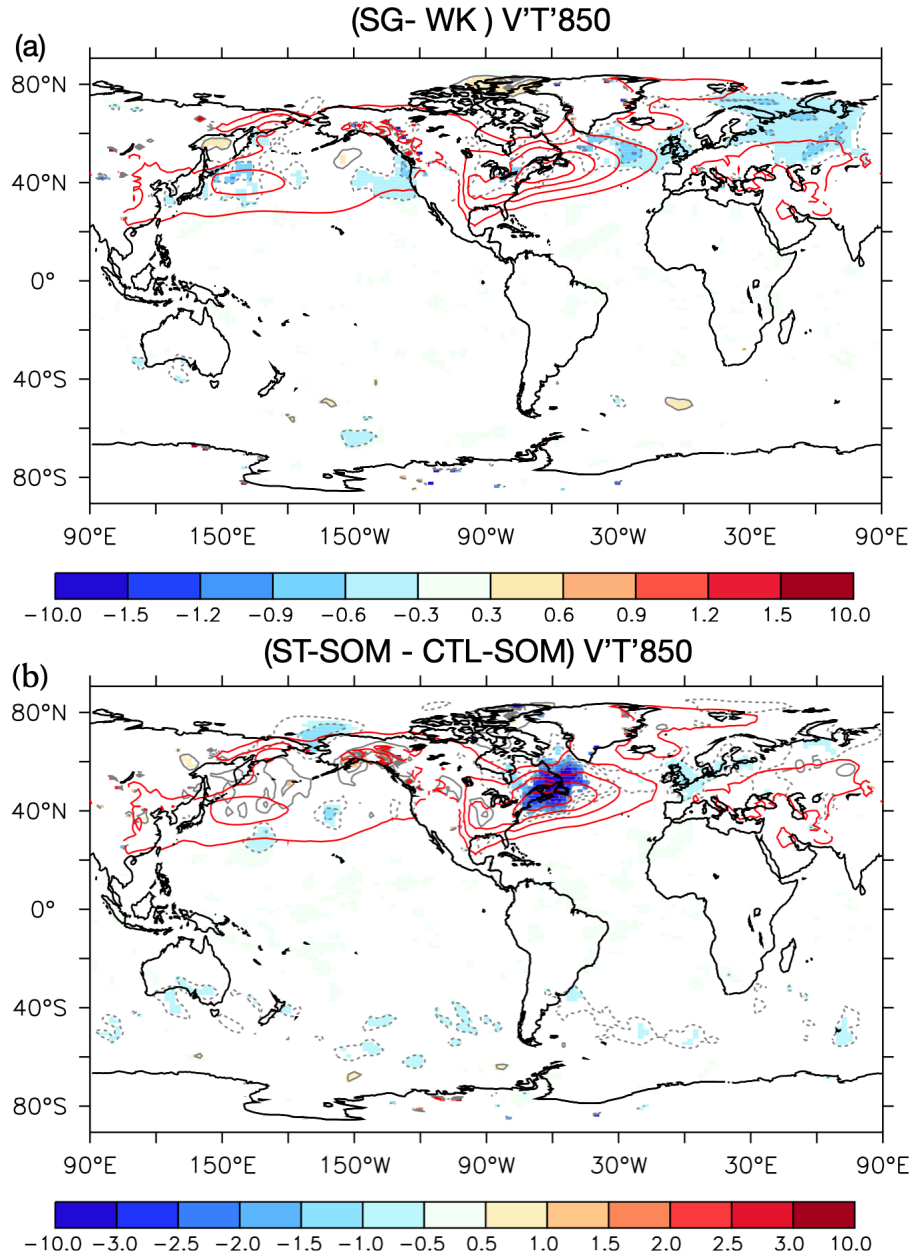 (SG- WK ) V'T'850
(a)
80°N
40°N
0°
40°S
80°S
90°E 150°E 150°W 90°W 30°W 30°E 90°E
−10.0 −1.5 −1.2 −0.9 −0.6 −0.3 0.3 0.6 0.9 1.2 1.5 10.0
(ST-SOM - CTL-SOM) V'T'850
(b)
80°N
0.5
40°N
0°
40°S
80°S
90°E 150°E 150°W 90°W 30°W 30°E 90°E
−10.0 −3.0 −2.5 −2.0 −1.5 −1.0 −0.5 0.5 1.0 1.5 2.0 2.5 3.0 10.0